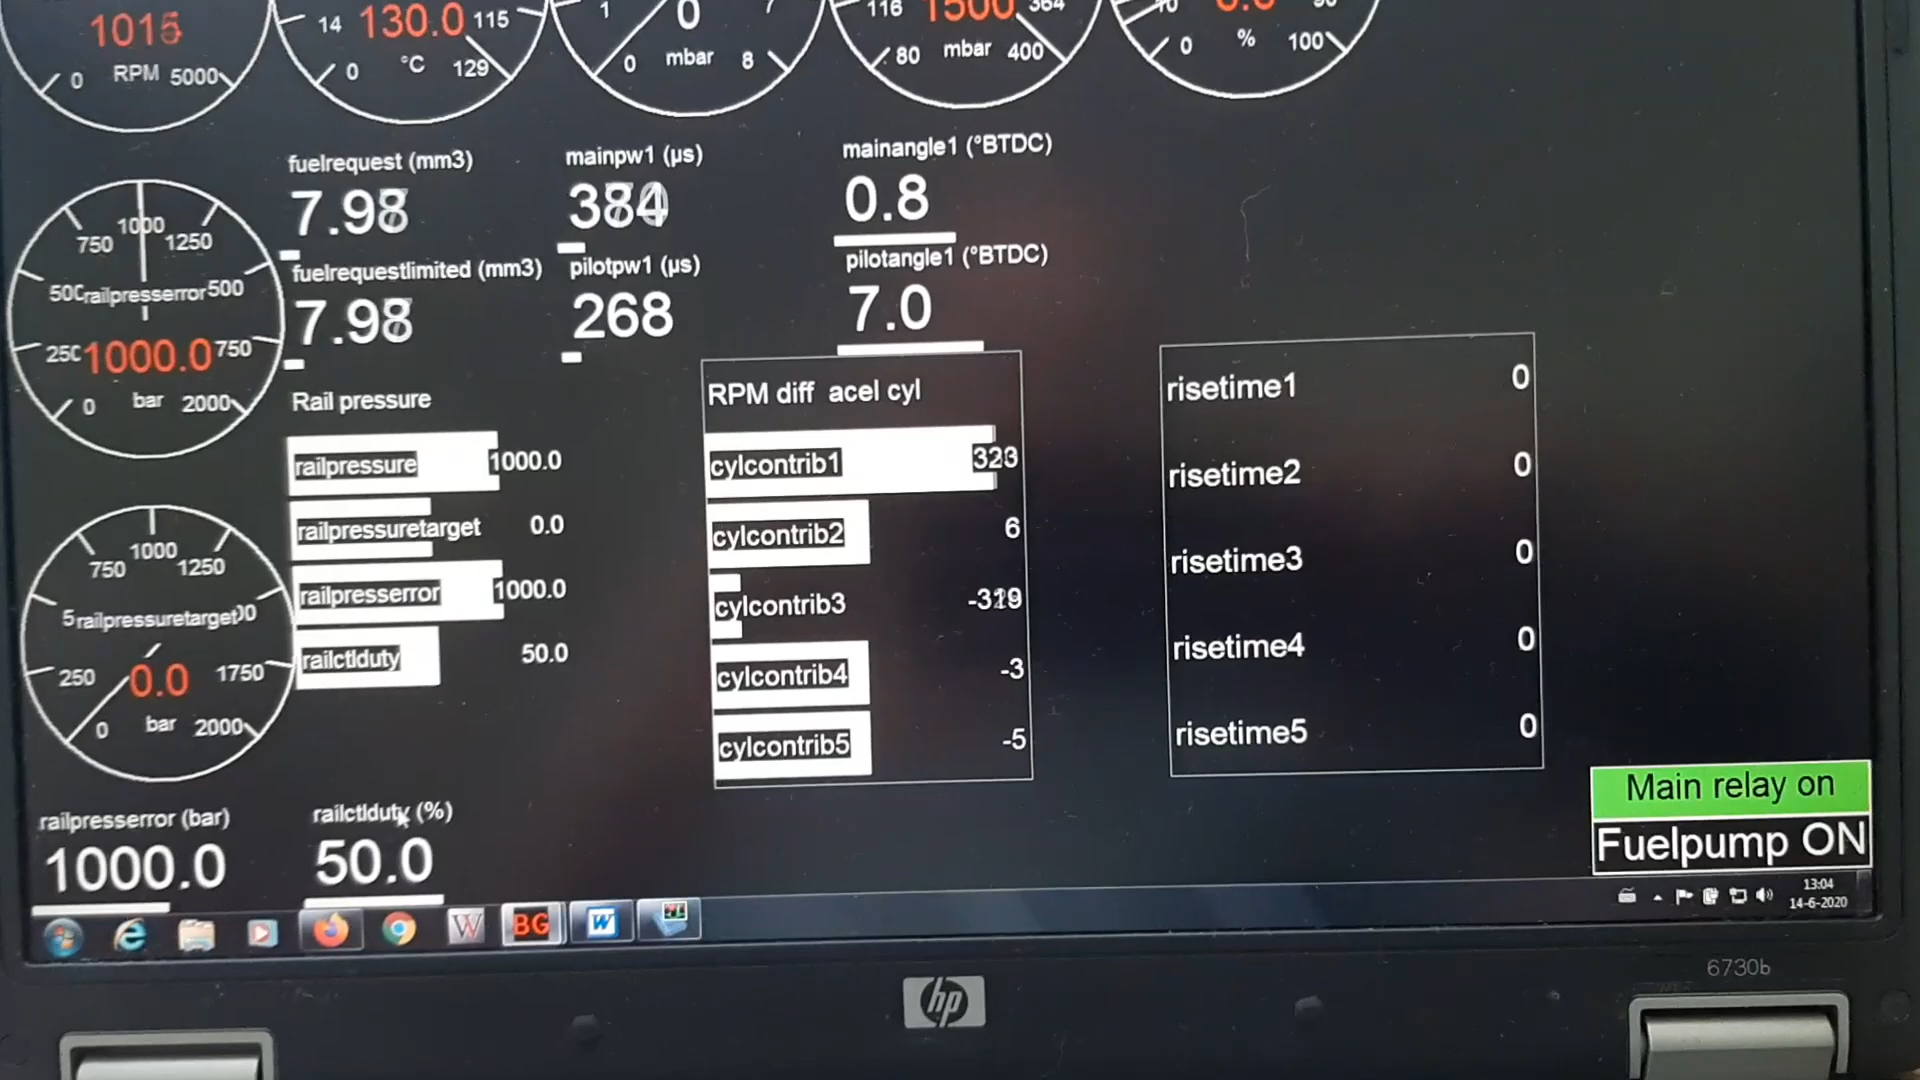 1015
0 RPM 5000
14 130.0 115
0 °C 129
1 0 7
0 mbar 8
116 1500 364
80 mbar 400
0 % 100
fuelrequest (mm3)
7.98
mainpw1 (µs)
mainangle1 (°BTDC)
0.8
fuelrequestlimited (mm3)
7.98
pilotpw1 (µs)
268
pilotangle1 (°BTDC)
7.0
750 1000 1250
railpresserror 500
1000.0 750
0 bar 2000
Rail pressure
railpressure 1000.0
railpressuretarget 0.0
railpresserror 1000.0
railctlduty 50.0
RPM diff acel cyl
cylcontrib1
cylcontrib2 6
cylcontrib3
cylcontrib4 -3
cylcontrib5 -5
risetime1 0
risetime2 0
risetime3 0
risetime4 0
risetime5 0
750 1000 1250
railpressuretarget
250 0.0 1750
0 bar 2000
railpresserror (bar)
1000.0
railctlduty (%)
50.0
Main relay on
Fuelpump ON
BG
W
13:04
14-6-2020
6730b
hp